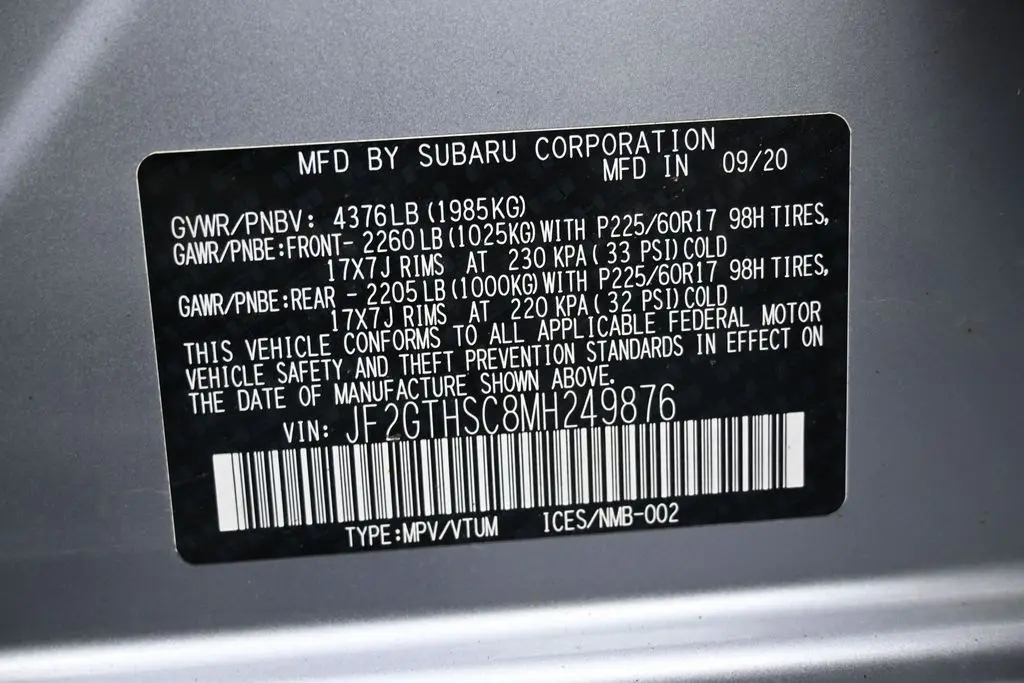 MFD BY SUBARU CORPORATION
MFD IN 09/20
GVWR/PNBV: 4376LB (1985KG)
GAWR/PNBE:FRONT- 2260 LB (1025KG) WITH P225/60R17 98H TIRES,
17X7J RIMS AT 230 KPA ( 33 PSI) COLD
GAWR/PNBE:REAR - 2205 LB (1000KG) WITH P225/60R17 98H TIRES,
17X7J RIMS AT 220 KPA ( 32 PSI) COLD
THIS VEHICLE CONFORMS TO ALL APPLICABLE FEDERAL MOTOR
VEHICLE SAFETY AND THEFT PREVENTION STANDARDS IN EFFECT ON
THE DATE OF MANUFACTURE SHOWN ABOVE.
VIN: JF2GTHSC8MH249876
TYPE:MPV/VTUM ICES/NMB-002